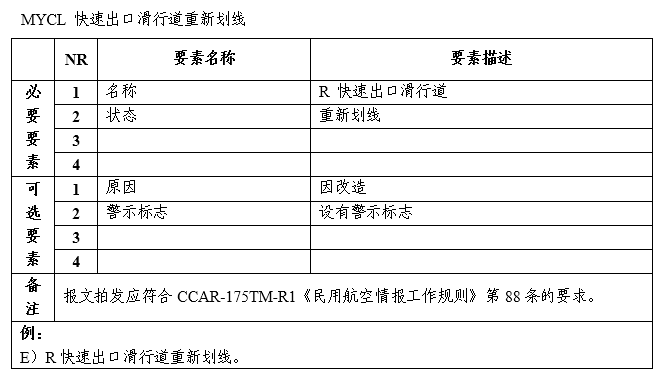 MYCL 快速出口滑行道重新划线
NR 要素名称 要素描述
必要要素
1 名称 R 快速出口滑行道
2 状态 重新划线
3
4
可选要素
1 原因 因改造
2 警示标志 设有警示标志
3
4
备注 报文拍发应符合 CCAR-175TM-R1《民用航空情报工作规则》第 88 条的要求。
例：
E）R 快速出口滑行道重新划线。